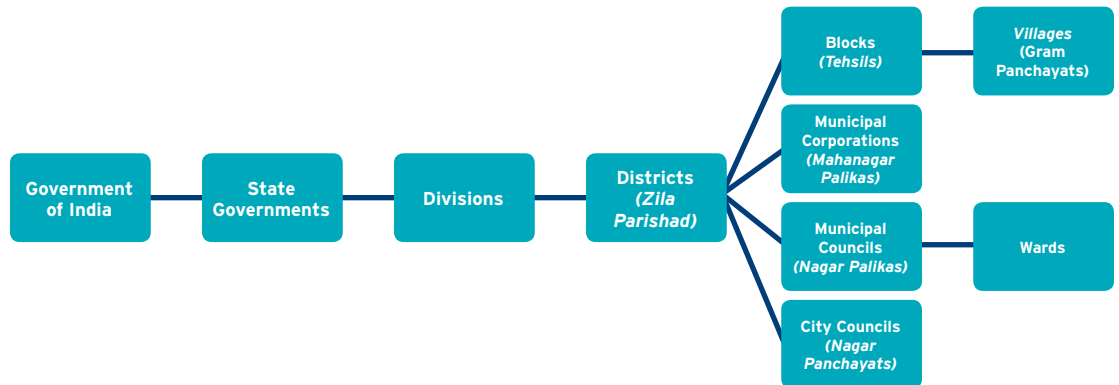 Government
of India
State
Governments
Divisions
Districts
(Zila
Parishad)
Blocks
(Tehsils)
Villages
(Gram
Panchayats)
Municipal
Corporations
(Mahanagar
Palikas)
Municipal
Councils
(Nagar Palikas)
Wards
City Councils
(Nagar
Panchayats)